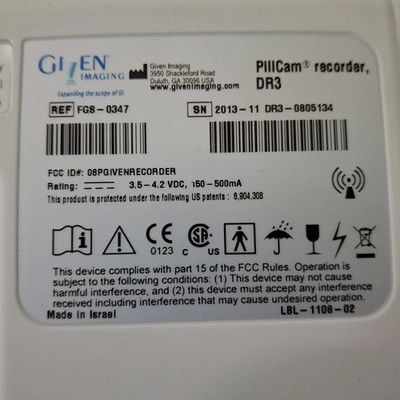 GIVEN
IMAGING
Expanding the scope of GI
Given Imaging
3950 Shackleford Road
Duluth, GA 30096 USA
www.givenimaging.com
PillCam® recorder,
DR3
REF FGS-0347
SN 2013-11 DR3-0805134
FCC ID#: O8PGIVENRECORDER
Rating: 3.5-4.2 VDC, 150-500mA
This product is protected under the following US patents: 6,904,308
CE
0123
C SA US
This device complies with part 15 of the FCC Rules. Operation is
subject to the following conditions: (1) This device may not cause
harmful interference, and (2) this device must accept any interference
received including interference that may cause undesired operation.
Made in Israel LBL-1108-02